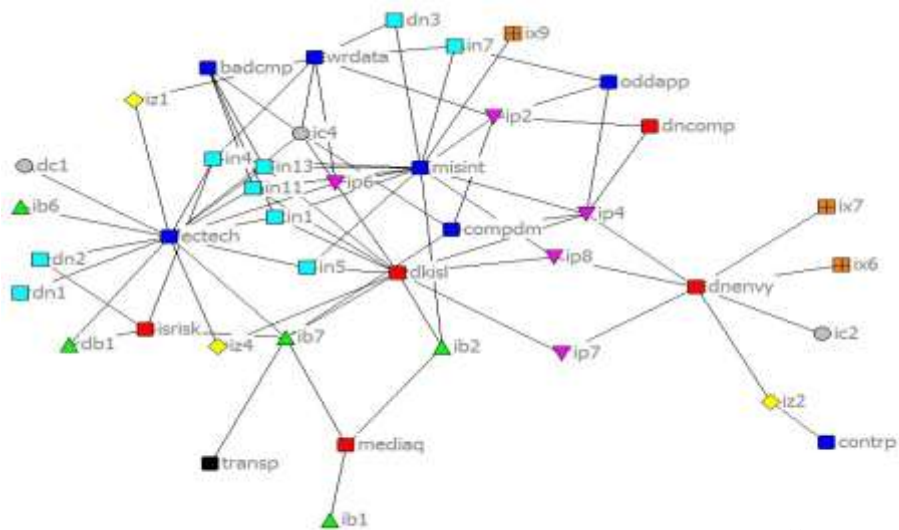 dn3
ix9
wrdata
in7
badcmp
oddapp
iz1
ip2
dncomp
ic4
in4
in13
misint
dc1
ip6
in11
ib6
in1
ip4
ix7
ectech
compdm
dn2
ip8
ix6
in5
dkisl
dnenvy
dn1
isrisk
ib7
ic2
db1
iz4
ib2
ip7
iz2
mediaq
contrp
transp
ib1